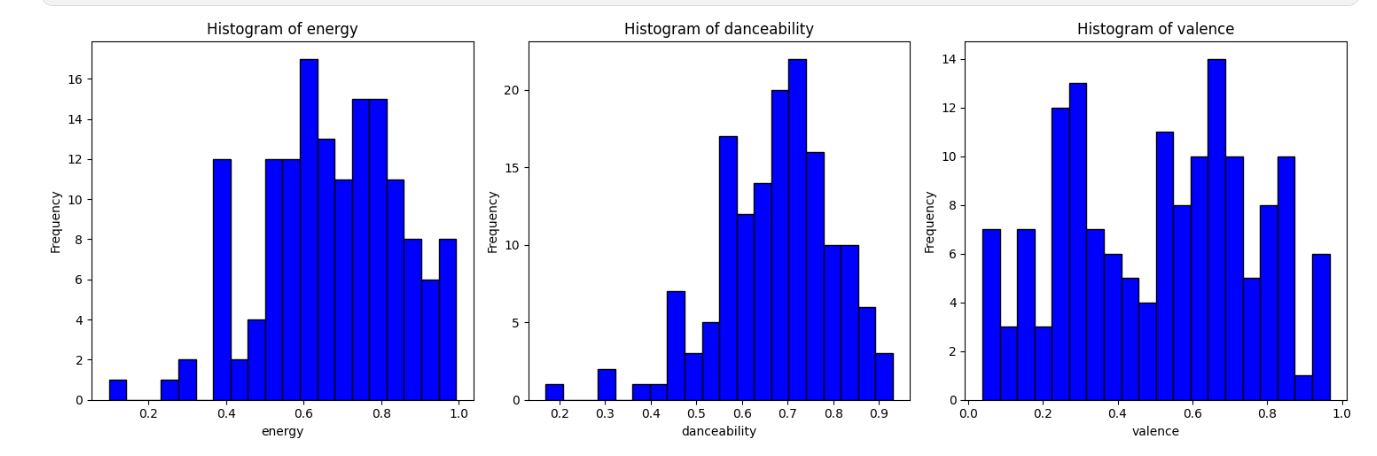 Histogram of energy
Frequency
16
14
12
10
8
6
4
2
0
0.2 0.4 0.6 0.8 1.0
energy
Histogram of danceability
Frequency
20
15
10
5
0
0.2 0.3 0.4 0.5 0.6 0.7 0.8 0.9
danceability
Histogram of valence
Frequency
14
12
10
8
6
4
2
0
0.0 0.2 0.4 0.6 0.8 1.0
valence